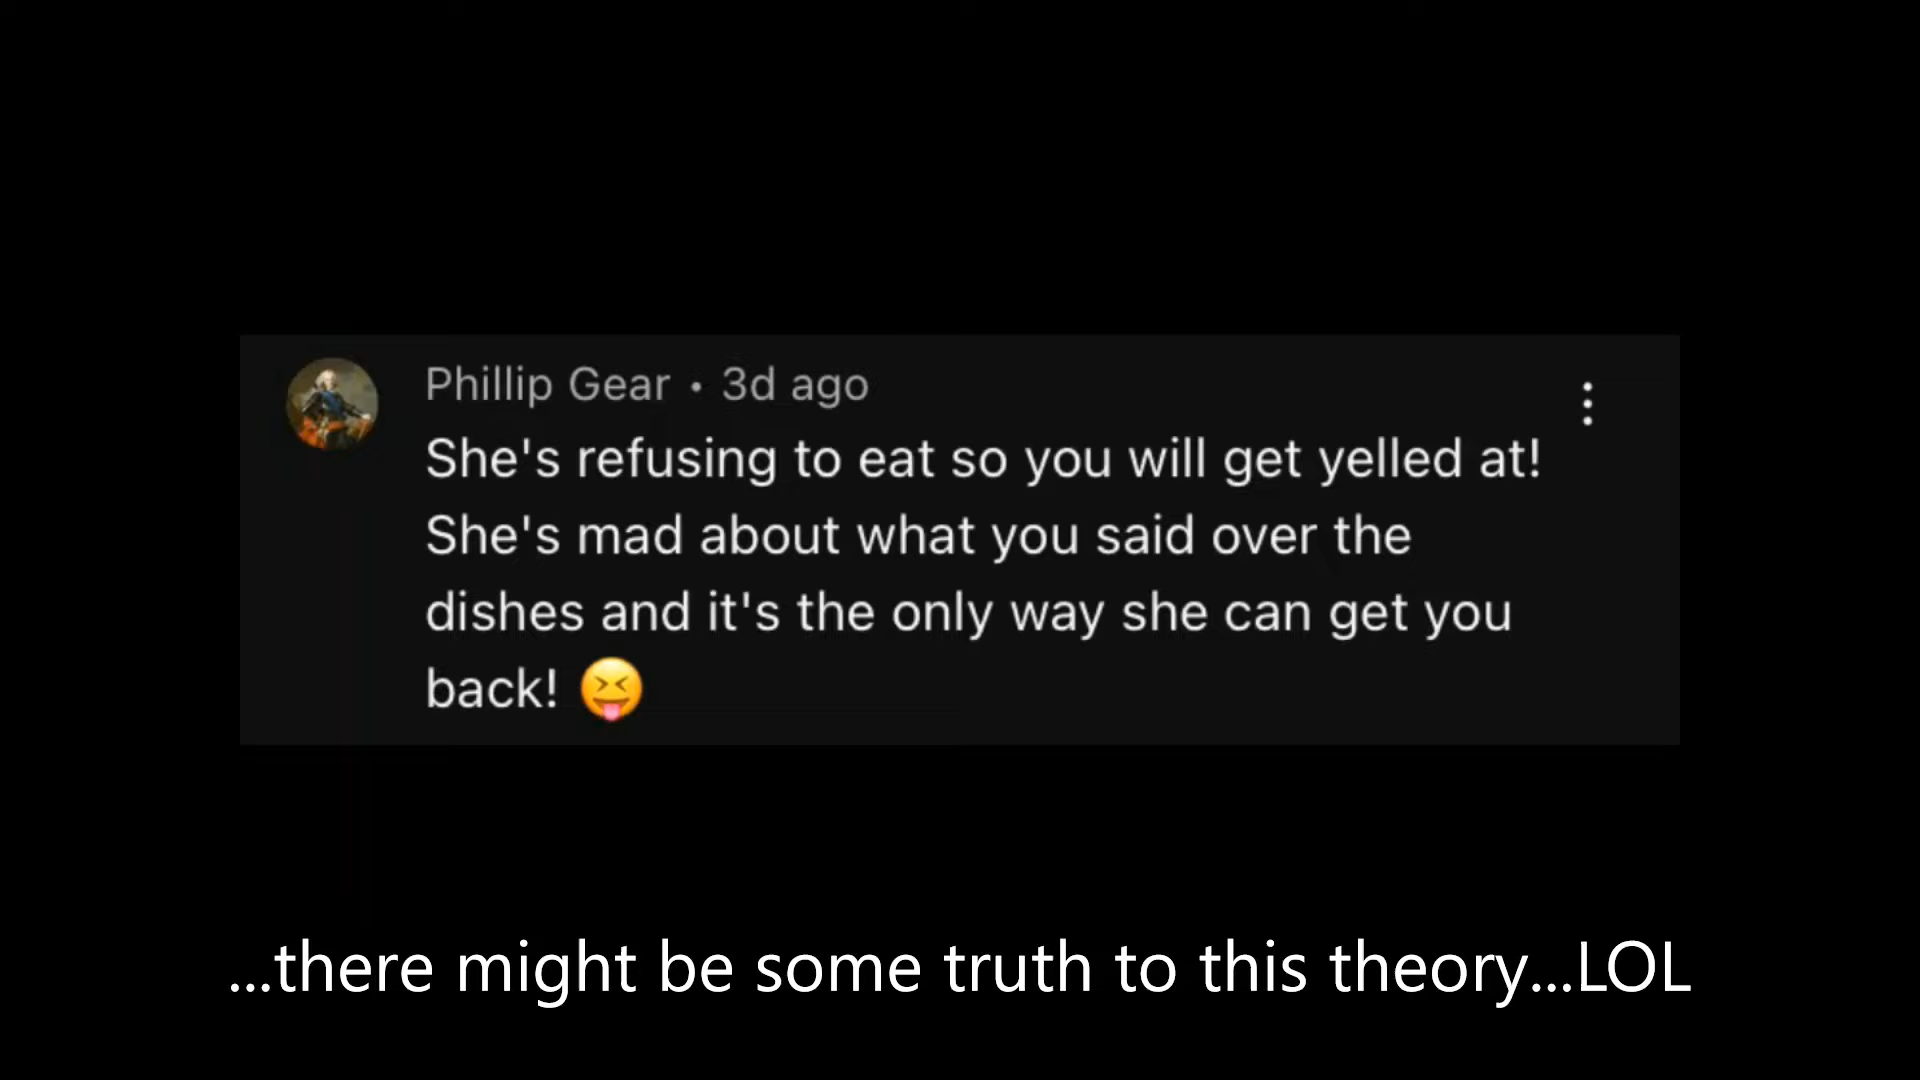 Phillip Gear • 3d ago
She's refusing to eat so you will get yelled at!
She's mad about what you said over the
dishes and it's the only way she can get you
back! 😝
...there might be some truth to this theory...LOL